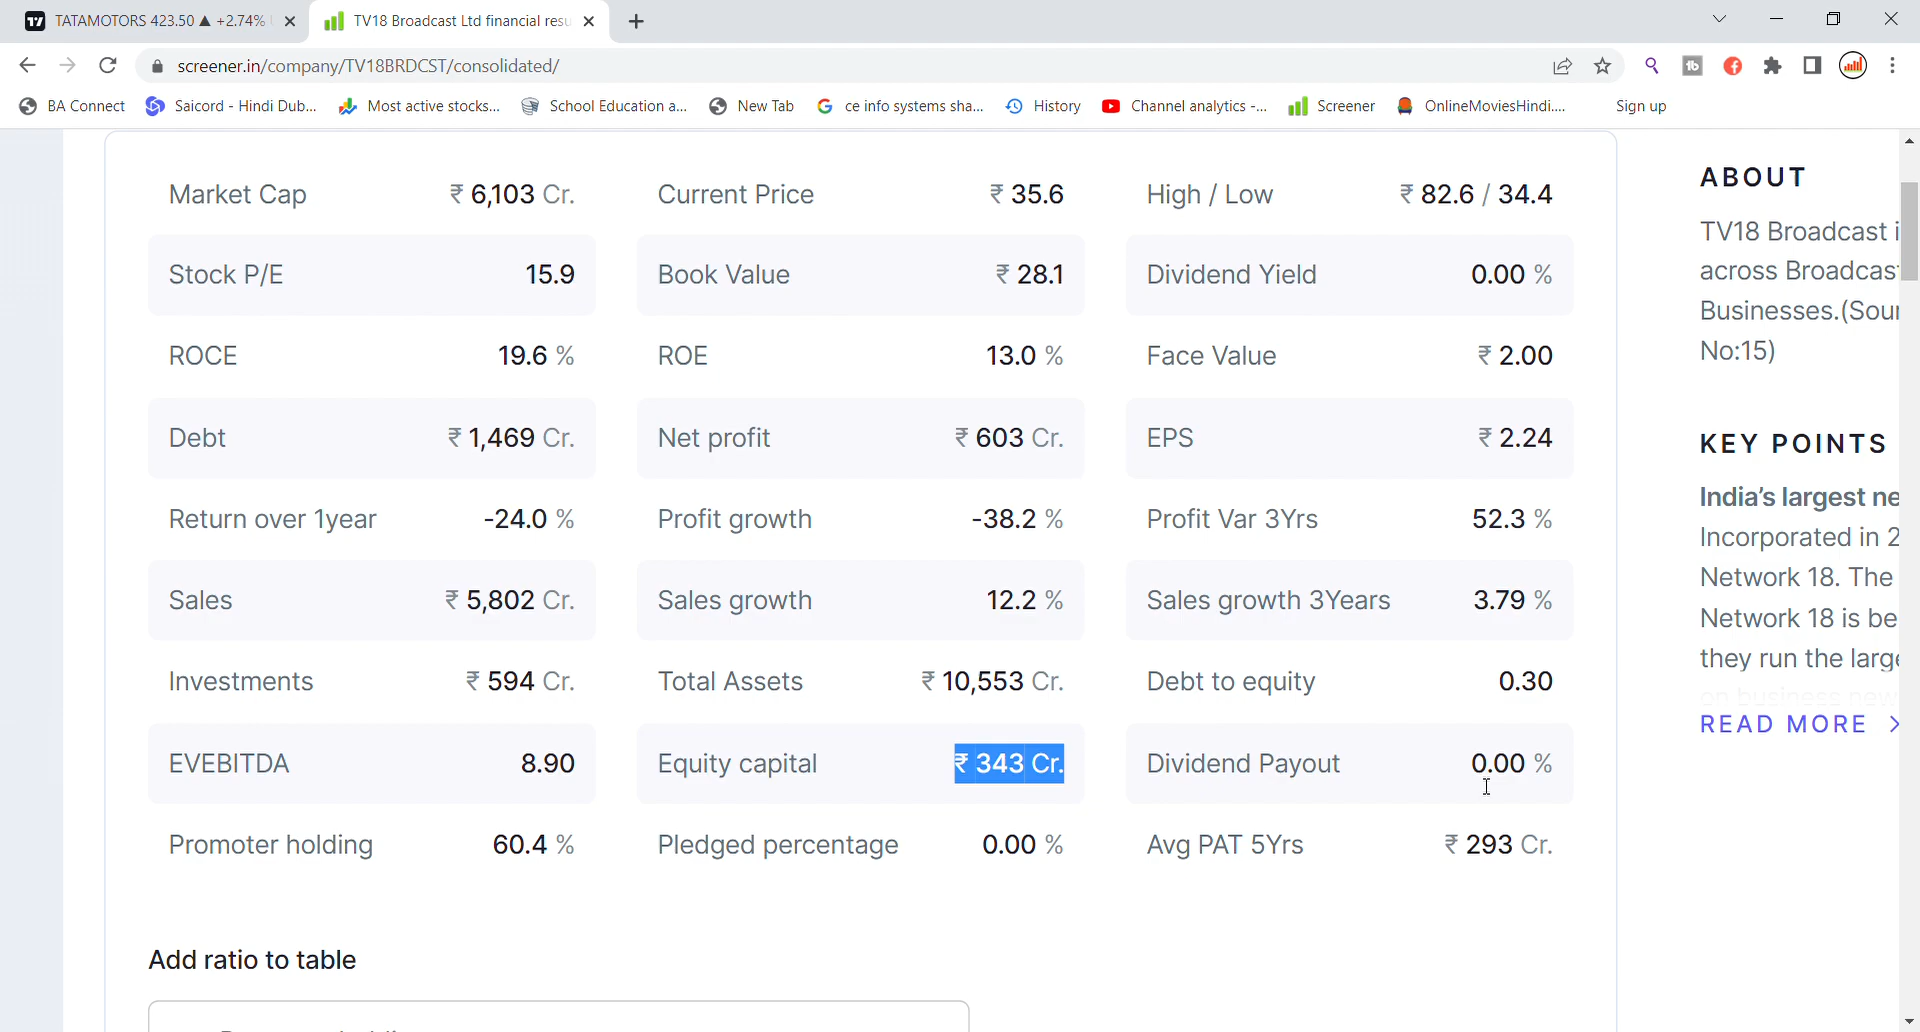 TATAMOTORS 423.50 ▲ +2.74%
TV18 Broadcast Ltd financial resu
screener.in/company/TV18BRDCST/consolidated/
BA Connect
Saicord - Hindi Dub...
Most active stocks...
School Education a...
New Tab
ce info systems sha...
History
Channel analytics -...
Screener
OnlineMoviesHindi....
Sign up
Market Cap ₹ 6,103 Cr.
Current Price ₹ 35.6
High / Low ₹ 82.6 / 34.4
Stock P/E 15.9
Book Value ₹ 28.1
Dividend Yield 0.00 %
ROCE 19.6 %
ROE 13.0 %
Face Value ₹ 2.00
Debt ₹ 1,469 Cr.
Net profit ₹ 603 Cr.
EPS ₹ 2.24
Return over 1year -24.0 %
Profit growth -38.2 %
Profit Var 3Yrs 52.3 %
Sales ₹ 5,802 Cr.
Sales growth 12.2 %
Sales growth 3Years 3.79 %
Investments ₹ 594 Cr.
Total Assets ₹ 10,553 Cr.
Debt to equity 0.30
EVEBITDA 8.90
Equity capital ₹ 343 Cr.
Dividend Payout 0.00 %
Promoter holding 60.4 %
Pledged percentage 0.00 %
Avg PAT 5Yrs ₹ 293 Cr.
Add ratio to table
ABOUT
TV18 Broadcast i
across Broadcast
Businesses.(Sour
No:15)
KEY POINTS
India's largest ne
Incorporated in 2
Network 18. The
Network 18 is be
they run the large
on business new
READ MORE